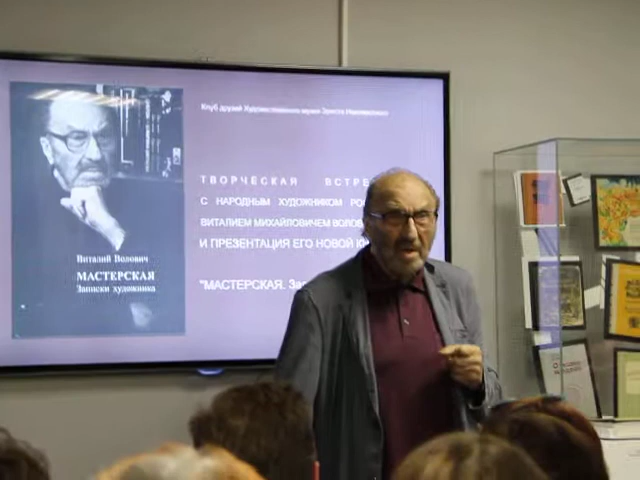 Клуб друзей Художественного музея Эрнста Неизвестного
ТВОРЧЕСКАЯ ВСТРЕ
С НАРОДНЫМ ХУДОЖНИКОМ РО
ВИТАЛИЕМ МИХАЙЛОВИЧЕМ ВОЛОВ
И ПРЕЗЕНТАЦИЯ ЕГО НОВОЙ К
"МАСТЕРСКАЯ. За
Виталий Волович
МАСТЕРСКАЯ
Записки художника